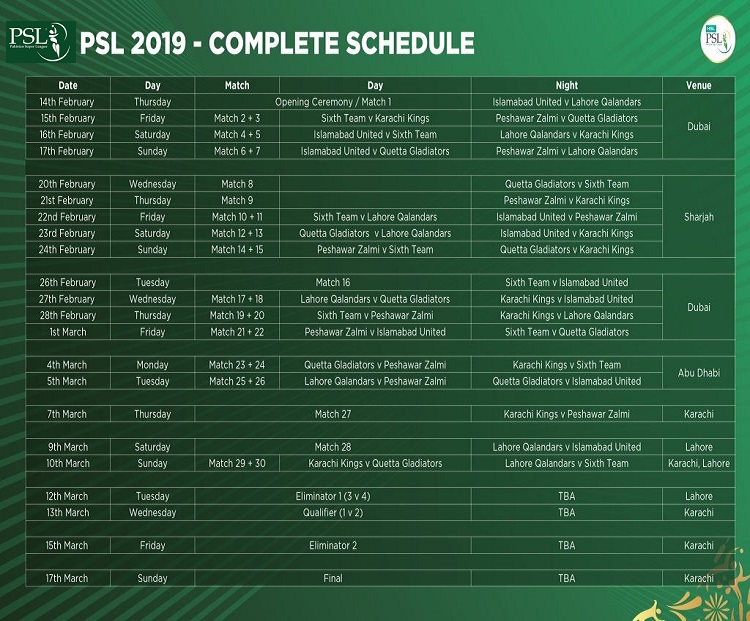 PSL
Pakistan Super League
PSL 2019 - COMPLETE SCHEDULE
HBL
PSL
Date Day Match Day Night Venue
14th February Thursday Opening Ceremony / Match 1 Islamabad United v Lahore Qalandars
15th February Friday Match 2 + 3 Sixth Team v Karachi Kings Peshawar Zalmi v Quetta Gladiators
Dubai
16th February Saturday Match 4 + 5 Islamabad United v Sixth Team Lahore Qalandars v Karachi Kings
17th February Sunday Match 6 + 7 Islamabad United v Quetta Gladiators Peshawar Zalmi v Lahore Qalandars
20th February Wednesday Match 8 Quetta Gladiators v Sixth Team
21st February Thursday Match 9 Peshawar Zalmi v Karachi Kings
22nd February Friday Match 10 + 11 Sixth Team v Lahore Qalandars Islamabad United v Peshawar Zalmi Sharjah
23rd February Saturday Match 12 + 13 Quetta Gladiators v Lahore Qalandars Islamabad United v Karachi Kings
24th February Sunday Match 14 + 15 Peshawar Zalmi v Sixth Team Quetta Gladiators v Karachi Kings
26th February Tuesday Match 16 Sixth Team v Islamabad United
27th February Wednesday Match 17 + 18 Lahore Qalandars v Quetta Gladiators Karachi Kings v Islamabad United
Dubai
28th February Thursday Match 19 + 20 Sixth Team v Peshawar Zalmi Karachi Kings v Lahore Qalandars
1st March Friday Match 21 + 22 Peshawar Zalmi v Islamabad United Sixth Team v Quetta Gladiators
4th March Monday Match 23 + 24 Quetta Gladiators v Peshawar Zalmi Karachi Kings v Sixth Team
Abu Dhabi
5th March Tuesday Match 25 + 26 Lahore Qalandars v Peshawar Zalmi Quetta Gladiators v Islamabad United
7th March Thursday Match 27 Karachi Kings v Peshawar Zalmi Karachi
9th March Saturday Match 28 Lahore Qalandars v Islamabad United Lahore
10th March Sunday Match 29 + 30 Karachi Kings v Quetta Gladiators Lahore Qalandars v Sixth Team Karachi, Lahore
12th March Tuesday Eliminator 1 (3 v 4) TBA Lahore
13th March Wednesday Qualifier (1 v 2) TBA Karachi
15th March Friday Eliminator 2 TBA Karachi
17th March Sunday Final TBA Karachi